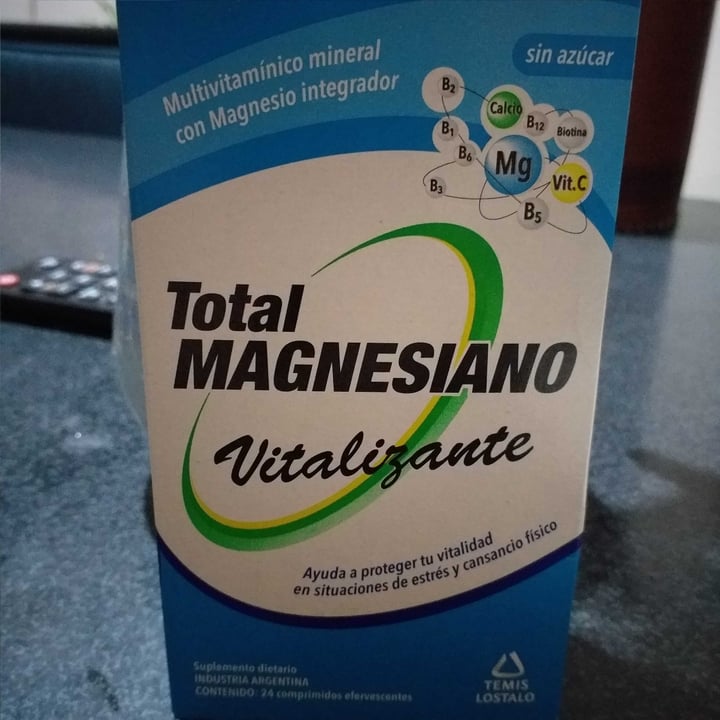 Multivitamínico mineral
con Magnesio integrador
sin azúcar
B2
Calcio
B12
Biotina
B1
B6
Mg
Vit.C
B3
B5
Total
MAGNESIANO
Vitalizante
Ayuda a proteger tu vitalidad
en situaciones de estrés y cansancio físico
Suplemento dietario
INDUSTRIA ARGENTINA
CONTENIDO: 24 comprimidos efervescentes
TEMIS
LOSTALO